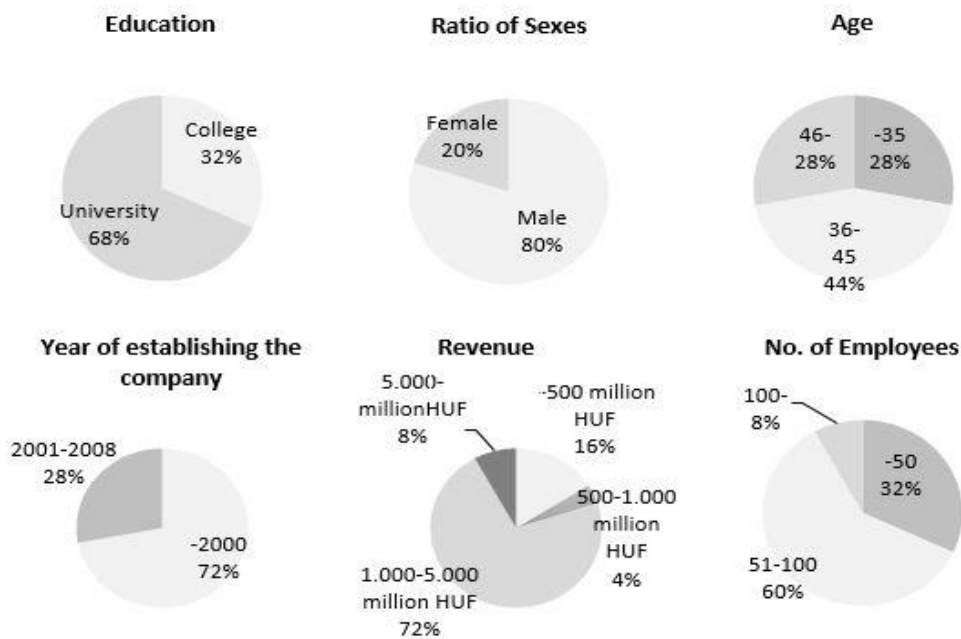 Education
College
32%
University
68%
Ratio of Sexes
Female
20%
Male
80%
Age
46-
28%
-35
28%
36-
45
44%
Year of establishing the
company
2001-2008
28%
-2000
72%
Revenue
5.000-
millionHUF
8%
-500 million
HUF
16%
500-1.000
million
HUF
4%
1.000-5.000
million HUF
72%
No. of Employees
100-
8%
-50
32%
51-100
60%